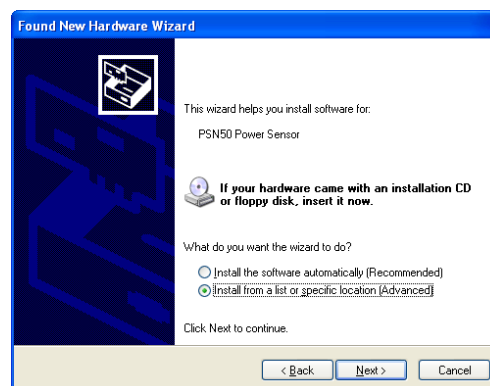 Found New Hardware Wizard
This wizard helps you install software for:
PSN50 Power Sensor
If your hardware came with an installation CD
or floppy disk, insert it now.
What do you want the wizard to do?
Install the software automatically (Recommended)
Install from a list or specific location (Advanced)
Click Next to continue.
< Back Next > Cancel